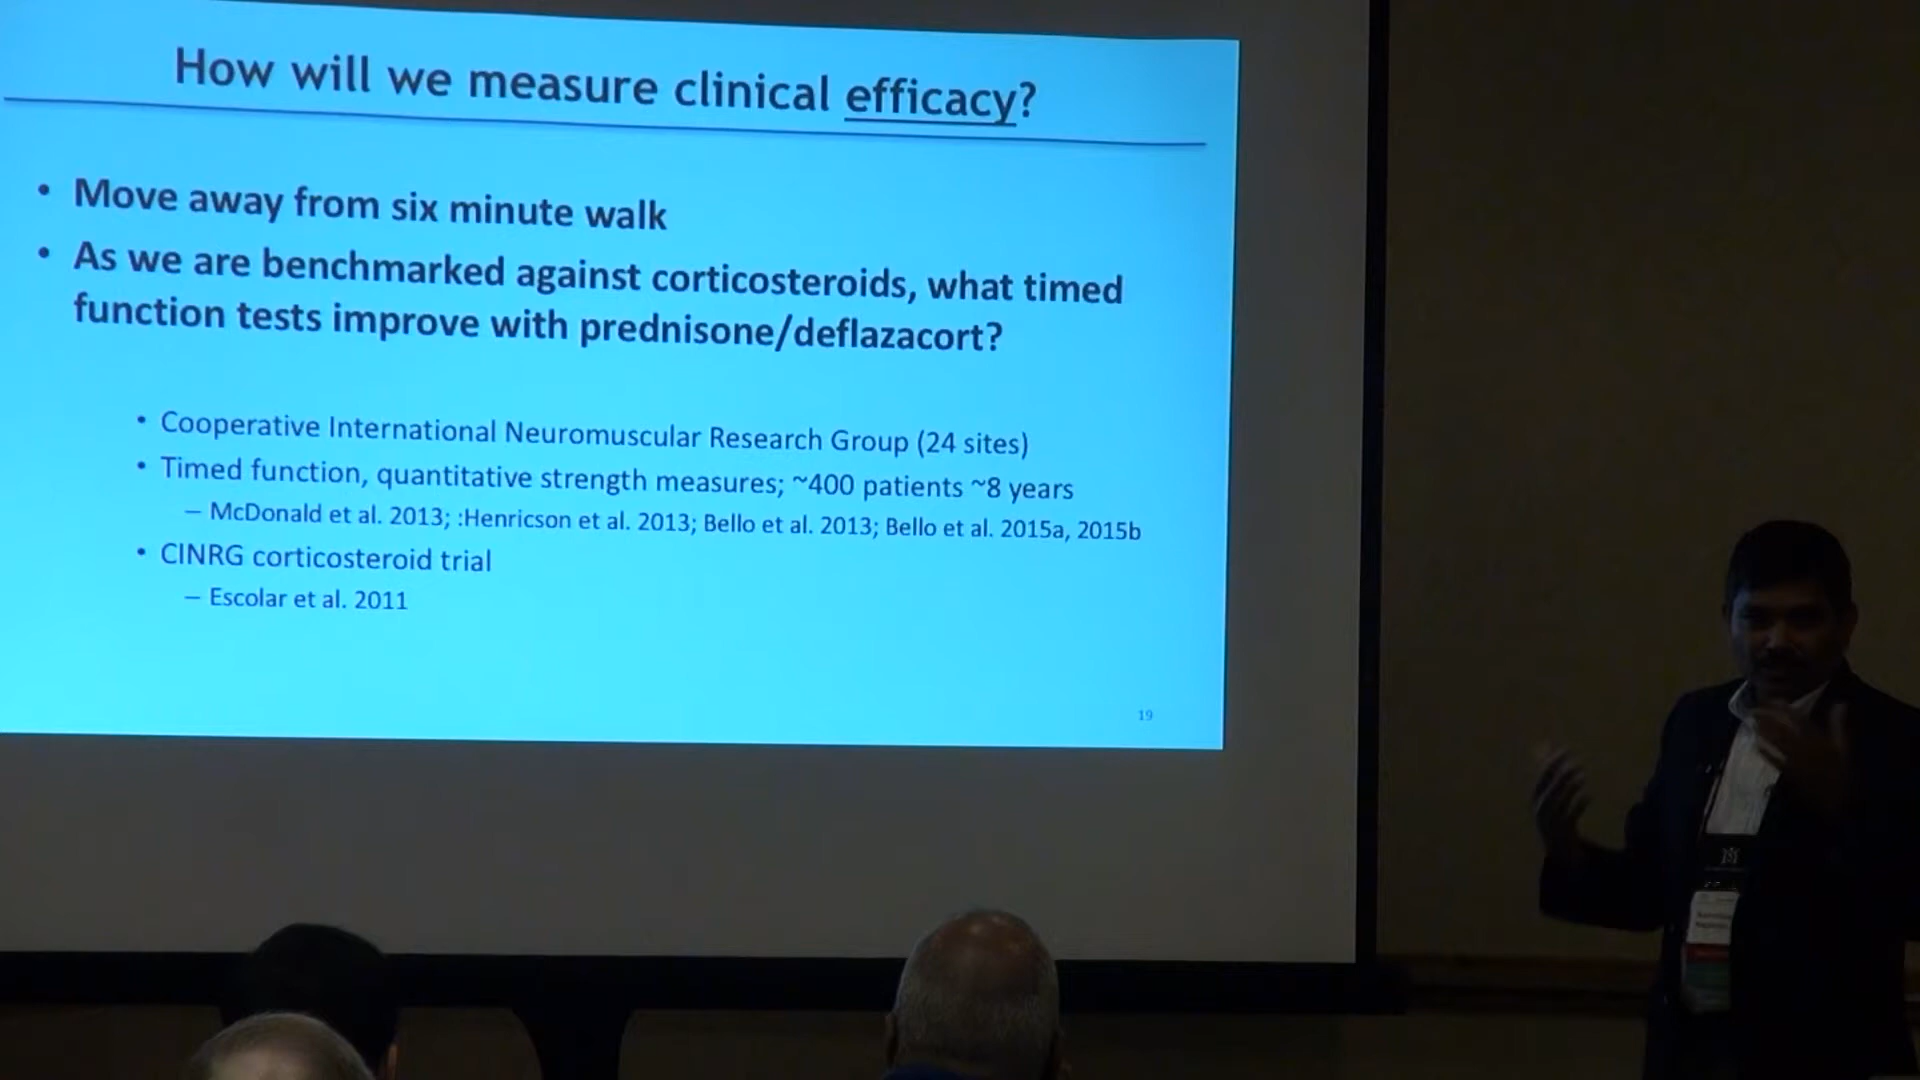 How will we measure clinical efficacy?
• Move away from six minute walk
• As we are benchmarked against corticosteroids, what timed
function tests improve with prednisone/deflazacort?
• Cooperative International Neuromuscular Research Group (24 sites)
• Timed function, quantitative strength measures; ~400 patients ~8 years
– McDonald et al. 2013; :Henricson et al. 2013; Bello et al. 2013; Bello et al. 2015a, 2015b
• CINRG corticosteroid trial
– Escolar et al. 2011
19